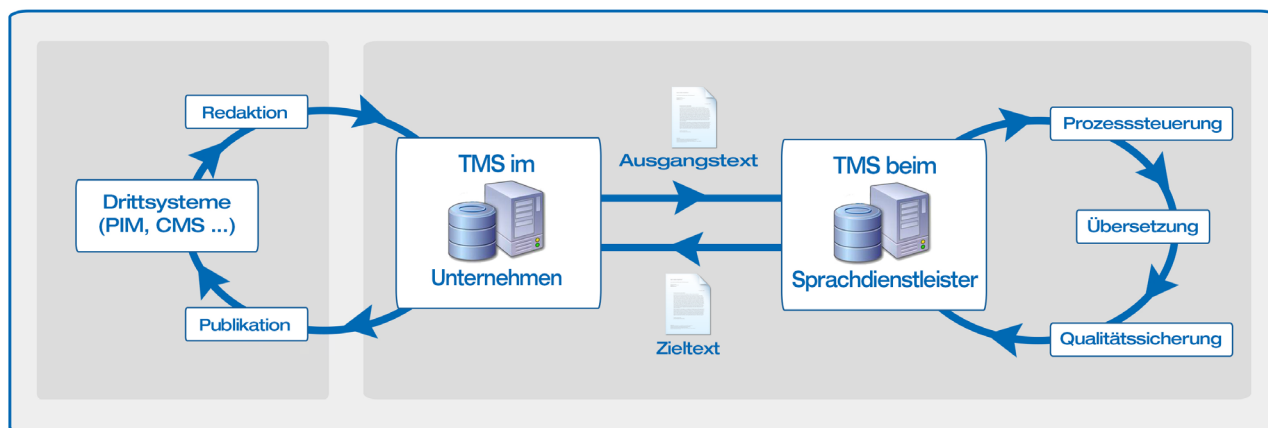 Redaktion
Drittsysteme
(PIM, CMS ...)
Publikation
TMS im
Unternehmen
Ausgangstext
Zieltext
TMS beim
Sprachdienstleister
Prozesssteuerung
Übersetzung
Qualitätssicherung